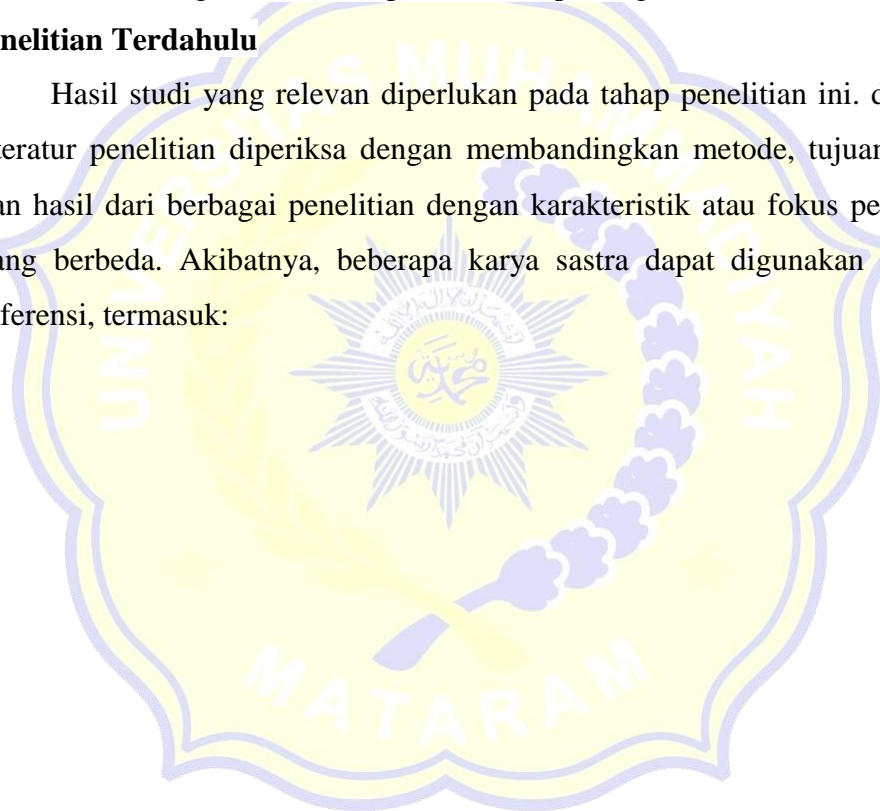 nelitian Terdahulu
Hasil studi yang relevan diperlukan pada tahap penelitian ini. d
teratur penelitian diperiksa dengan membandingkan metode, tujuan
an hasil dari berbagai penelitian dengan karakteristik atau fokus pe
ang berbeda. Akibatnya, beberapa karya sastra dapat digunakan
ferensi, termasuk:
UNIVERSITAS MUHAMMADIYAH
MATARAM